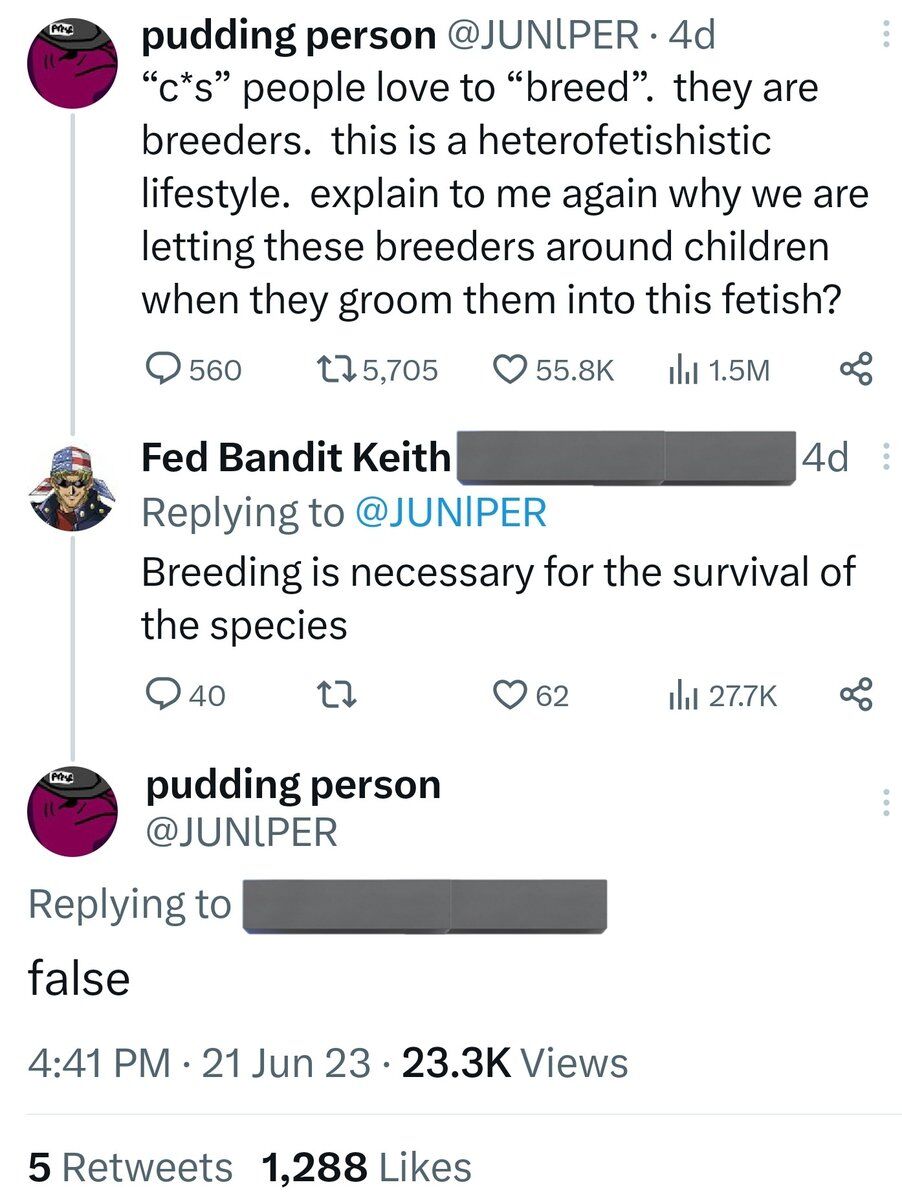 pudding person @JUNlPER · 4d
“c*s” people love to “breed”. they are
breeders. this is a heterofetishistic
lifestyle. explain to me again why we are
letting these breeders around children
when they groom them into this fetish?
560 5,705 55.8K 1.5M
Fed Bandit Keith 4d
Replying to @JUNlPER
Breeding is necessary for the survival of
the species
40 62 27.7K
pudding person
@JUNlPER
Replying to
false
4:41 PM · 21 Jun 23 · 23.3K Views
5 Retweets 1,288 Likes